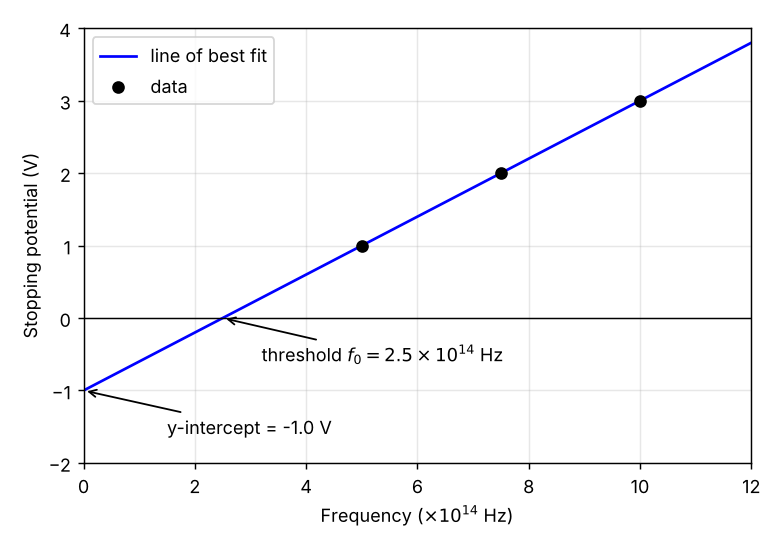 4
3
2
1
0
−1
−2
Stopping potential (V)
line of best fit
data
threshold f₀ = 2.5 × 10¹⁴ Hz
y-intercept = -1.0 V
0 2 4 6 8 10 12
Frequency (×10¹⁴ Hz)